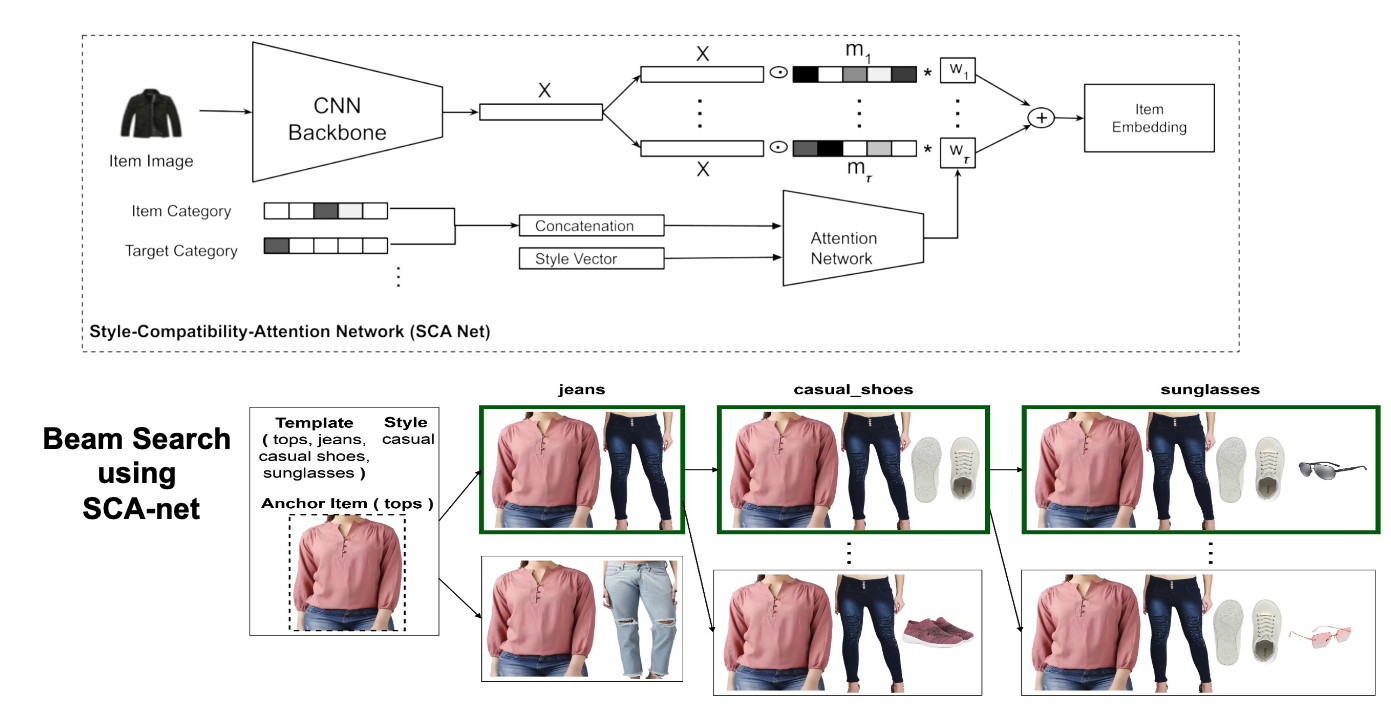 X
m1
X
⊙
*
w1
CNN
Backbone
+
Item
Embedding
Item Image
⊙
*
wτ
X
mτ
Item Category
Target Category
Concatenation
Style Vector
Attention
Network
Style-Compatibility-Attention Network (SCA Net)
Beam Search
using
SCA-net
Template
( tops, jeans,
casual shoes,
sunglasses )
Style
casual
Anchor Item ( tops )
jeans
casual_shoes
sunglasses